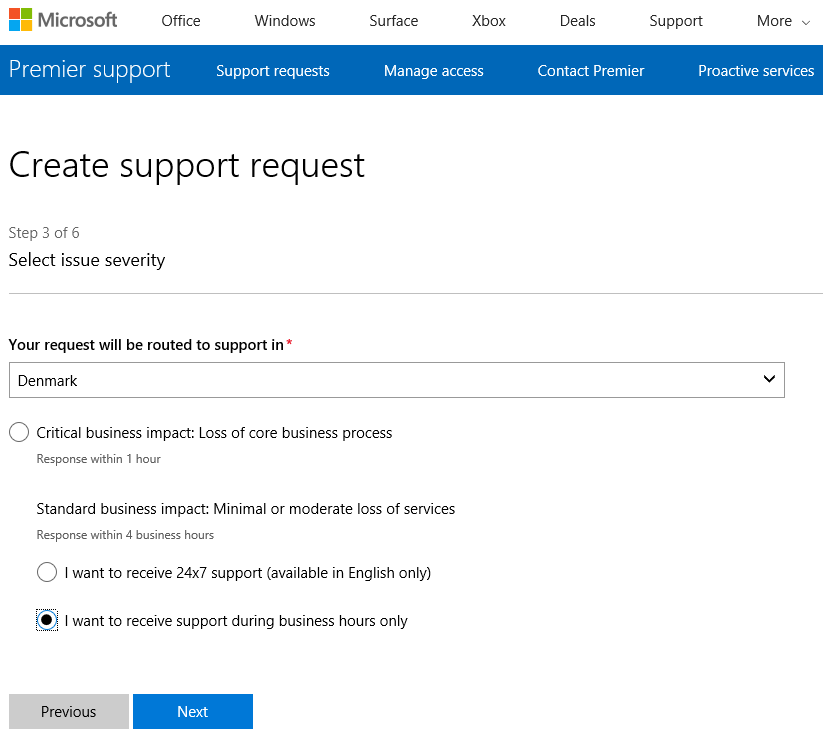 Microsoft Office Windows Surface Xbox Deals Support More
Premier support Support requests Manage access Contact Premier Proactive services
Create support request
Step 3 of 6
Select issue severity
Your request will be routed to support in*
Denmark
Critical business impact: Loss of core business process
Response within 1 hour
Standard business impact: Minimal or moderate loss of services
Response within 4 business hours
I want to receive 24x7 support (available in English only)
I want to receive support during business hours only
Previous Next